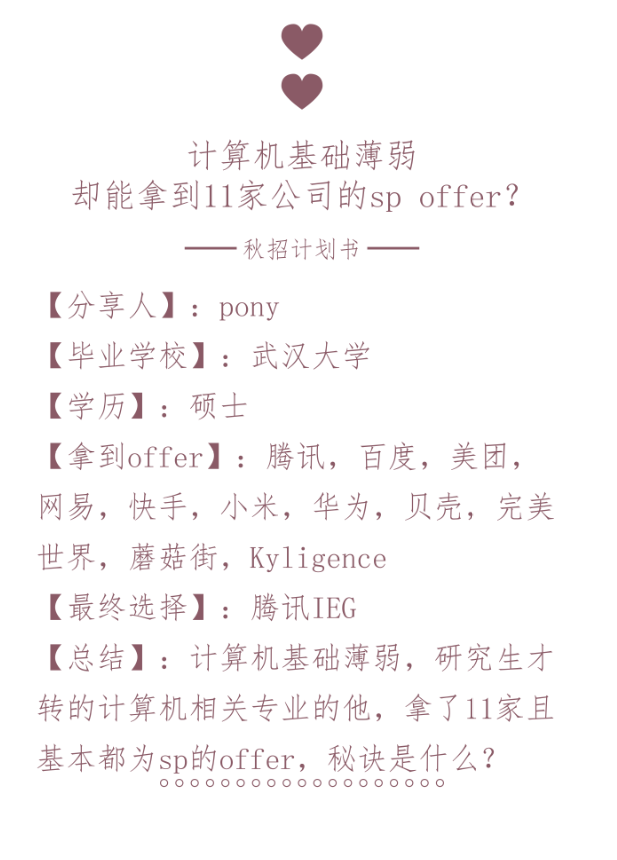 计算机基础薄弱
却能拿到11家公司的sp offer?
秋招计划书
【分享人】：pony
【毕业学校】：武汉大学
【学历】：硕士
【拿到offer】：腾讯，百度，美团，
网易，快手，小米，华为，贝壳，完美
世界，蘑菇街，Kyligence
【最终选择】：腾讯IEG
【总结】：计算机基础薄弱，研究生才
转的计算机相关专业的他，拿了11家且
基本都为sp的offer，秘诀是什么？